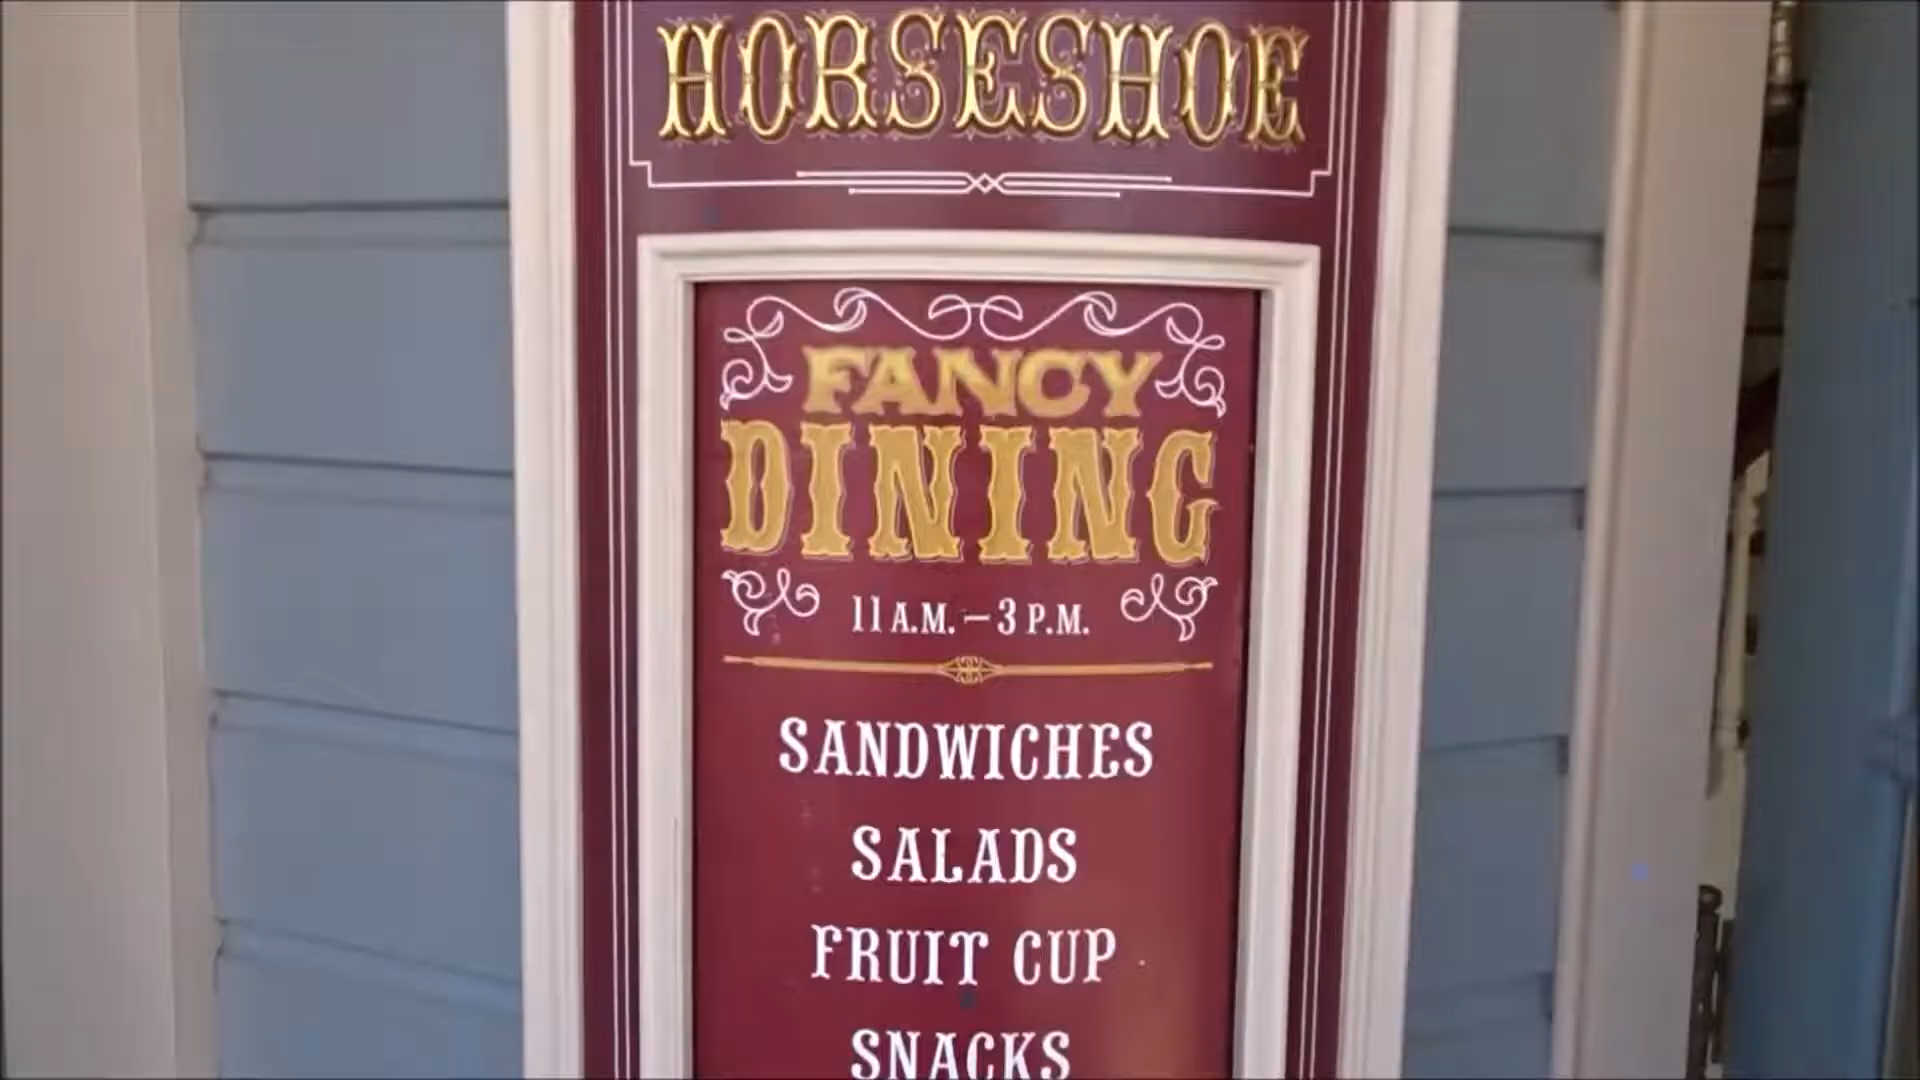 HORSESHOE
FANCY
DINING
11 A.M. – 3 P.M.
SANDWICHES
SALADS
FRUIT CUP
SNACKS